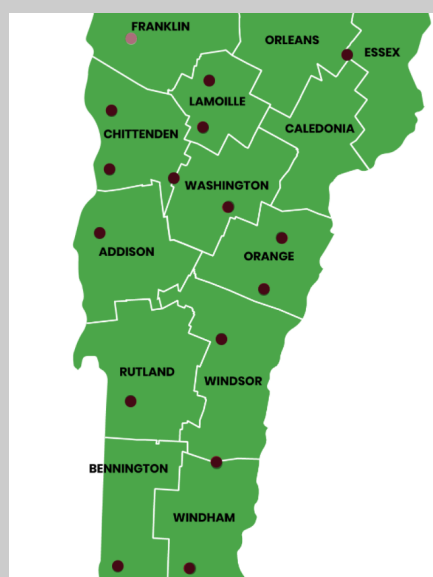 FRANKLIN
ORLEANS
ESSEX
LAMOILLE
CHITTENDEN
CALEDONIA
WASHINGTON
ADDISON
ORANGE
RUTLAND
WINDSOR
BENNINGTON
WINDHAM